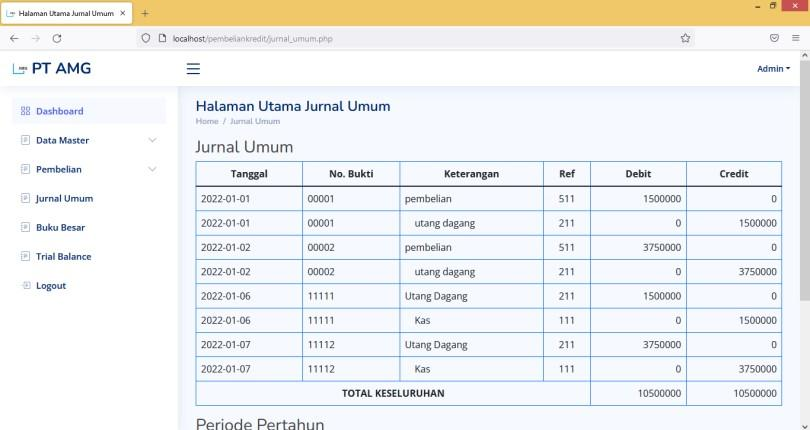 Halaman Utama Jurnal Umum
localhost/pembeliankredit/jurnal_umum.php
PT AMG
Admin
Dashboard
Data Master
Pembelian
Jurnal Umum
Buku Besar
Trial Balance
Logout
Halaman Utama Jurnal Umum
Home / Jurnal Umum
Jurnal Umum
Tanggal No. Bukti Keterangan Ref Debit Credit
2022-01-01 00001 pembelian 511 1500000 0
2022-01-01 00001 utang dagang 211 0 1500000
2022-01-02 00002 pembelian 511 3750000 0
2022-01-02 00002 utang dagang 211 0 3750000
2022-01-06 11111 Utang Dagang 211 1500000 0
2022-01-06 11111 Kas 111 0 1500000
2022-01-07 11112 Utang Dagang 211 3750000 0
2022-01-07 11112 Kas 111 0 3750000
TOTAL KESELURUHAN 10500000 10500000
Periode Pertahun